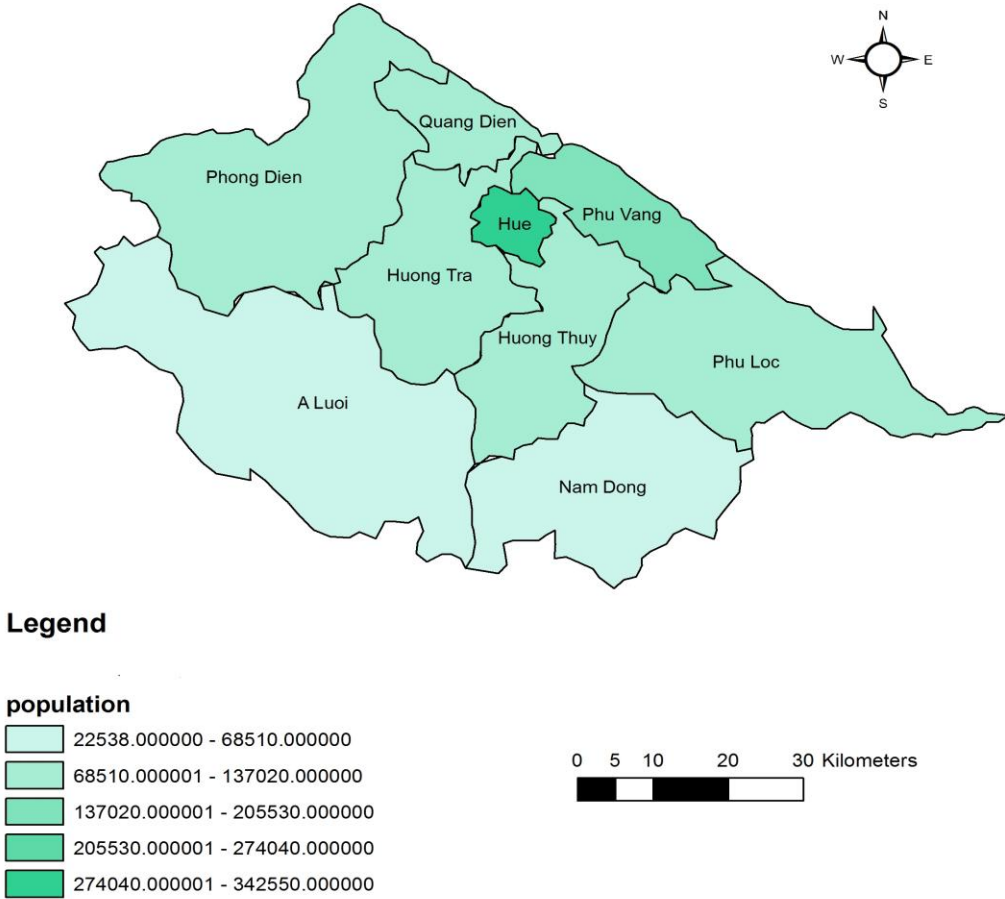 N
W E
S
Quang Dien
Phong Dien
Phu Vang
Hue
Huong Tra
Huong Thuy
Phu Loc
A Luoi
Nam Dong
Legend
population
22538.000000 - 68510.000000
68510.000001 - 137020.000000
137020.000001 - 205530.000000
205530.000001 - 274040.000000
274040.000001 - 342550.000000
0 5 10 20 30 Kilometers